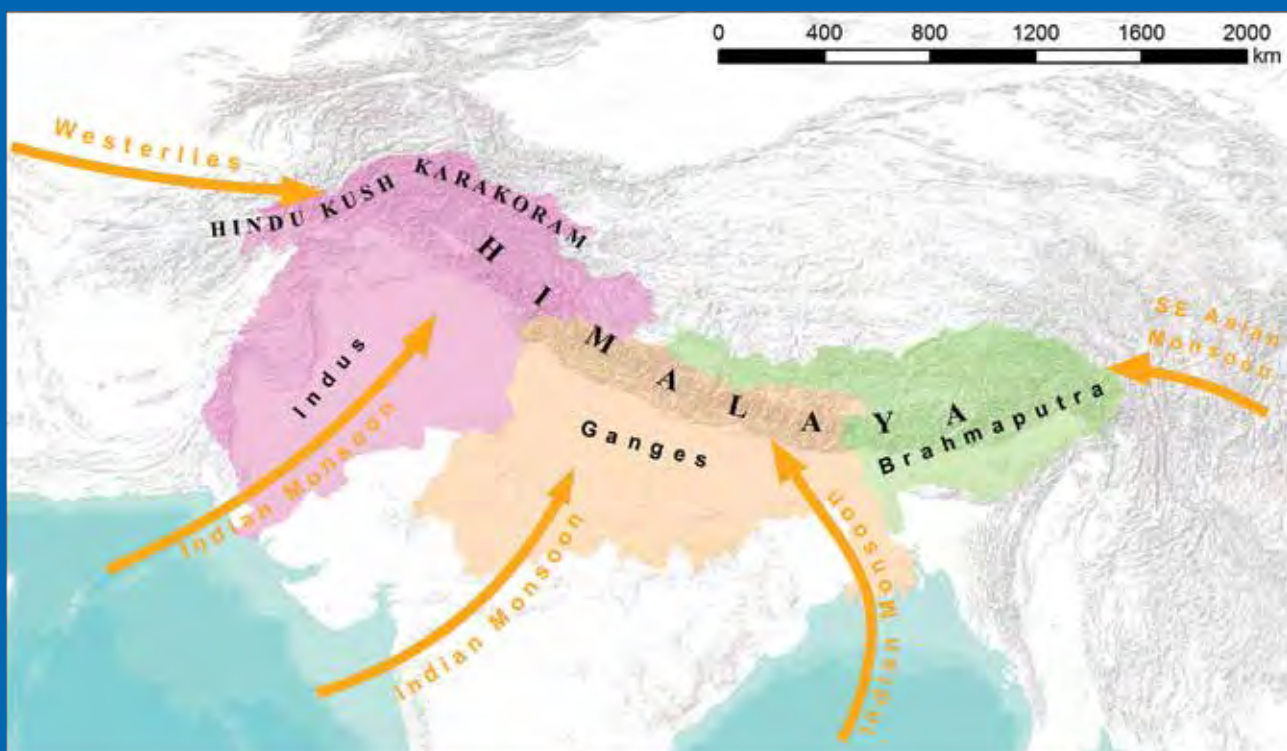 0 400 800 1200 1600 2000
km
Westerlies
HINDU KUSH
KARAKORAM
HIMALAYA
SE Asian
Monsoon
Indus
Ganges
Brahmaputra
Indian Monsoon
Indian Monsoon
Indian Monsoon